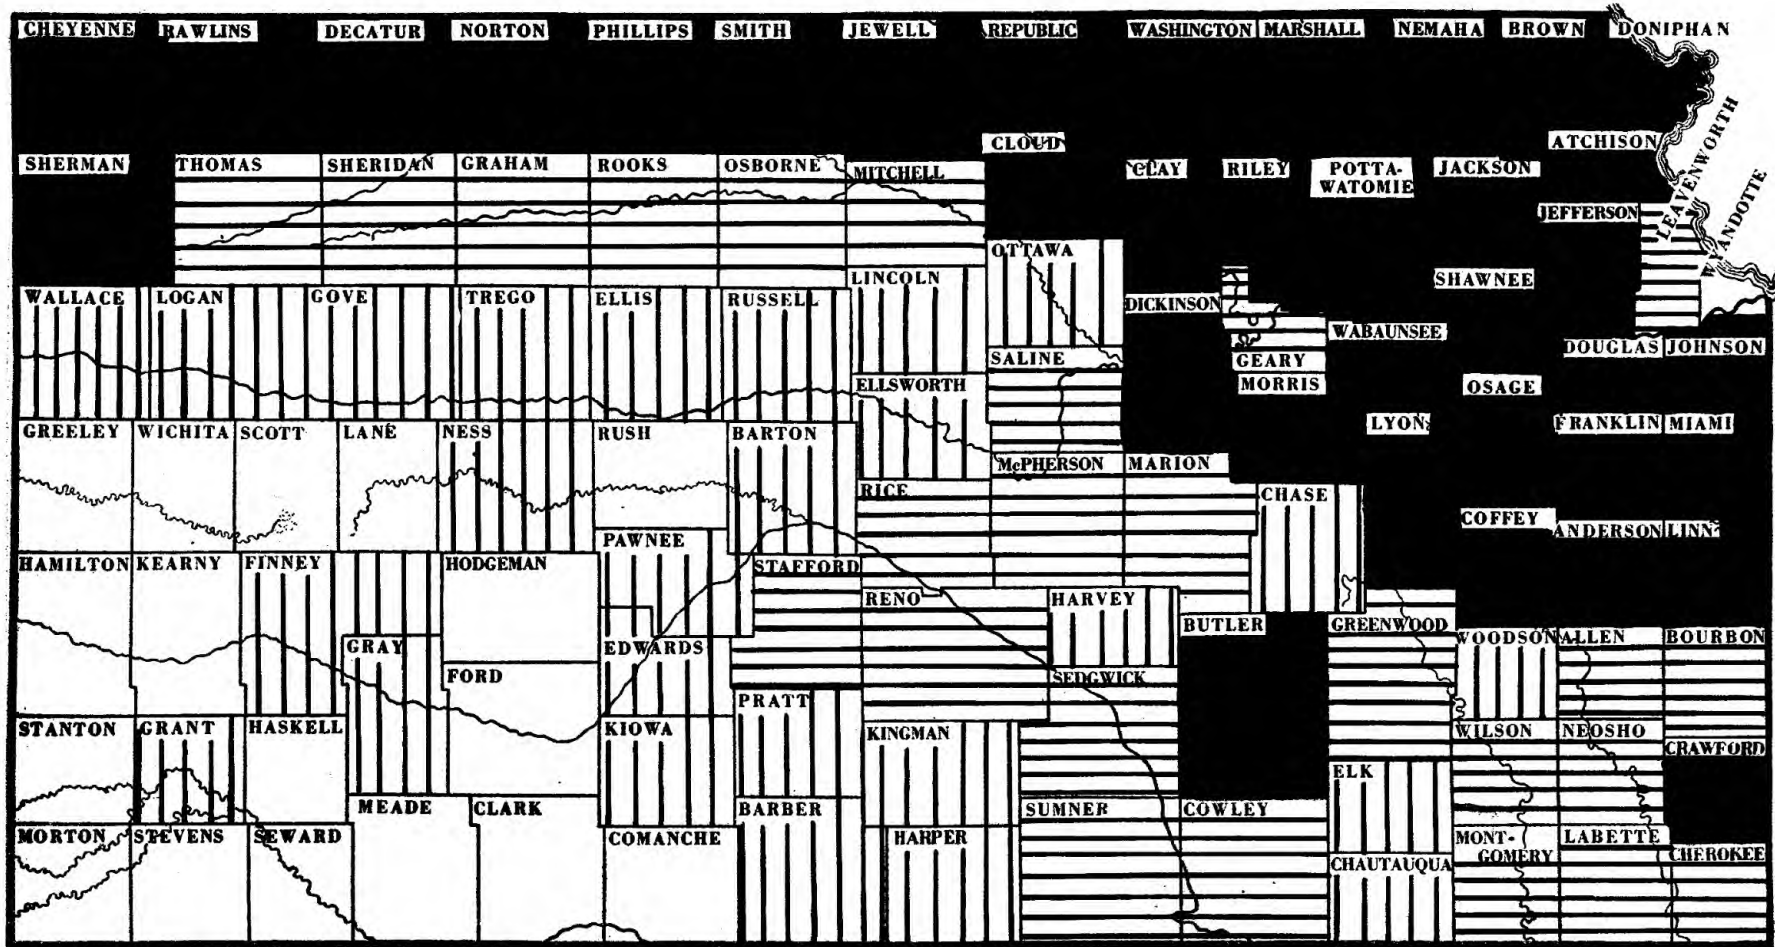 CHEYENNE RAWLINS DECATUR NORTON PHILLIPS SMITH JEWELL REPUBLIC WASHINGTON MARSHALL NEMAHA BROWN DONIPHAN
CLOUD ATCHISON LEAVENWORTH
SHERMAN THOMAS SHERIDAN GRAHAM ROOKS OSBORNE MITCHELL CLAY RILEY POTTA-
WATOMIE JACKSON
JEFFERSON WYANDOTTE
OTTAWA
LINCOLN SHAWNEE
WALLACE LOGAN GOVE TREGO ELLIS RUSSELL DICKINSON
WABAUNSEE
SALINE GEARY DOUGLAS JOHNSON
ELLSWORTH MORRIS OSAGE
GREELEY WICHITA SCOTT LANE NESS RUSH BARTON LYON FRANKLIN MIAMI
McPHERSON MARION
RICE CHASE
COFFEY ANDERSON LINN
PAWNEE
HAMILTON KEARNY FINNEY HODGEMAN STAFFORD
RENO HARVEY
BUTLER GREENWOOD
GRAY EDWARDS WOODSON ALLEN BOURBON
FORD SEDGWICK
PRATT
STANTON GRANT HASKELL KIOWA KINGMAN WILSON NEOSHO
CRAWFORD
ELK
MEADE CLARK BARBER SUMNER COWLEY
MORTON STEVENS SEWARD COMANCHE HARPER MONT-
GOMERY LABETTE
CHEROKEE
CHAUTAUQUA